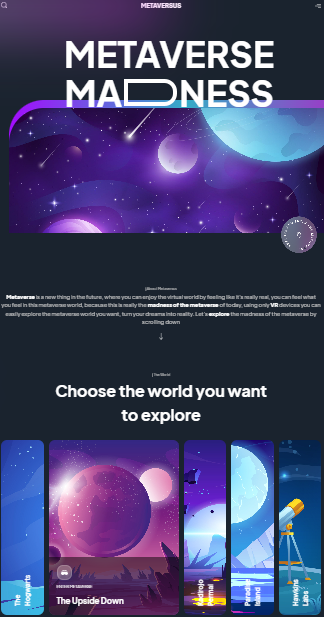 METAVERSUS
METAVERSE
MADNESS
| About Metaversus
Metaverse is a new thing in the future, where you can enjoy the virtual world by feeling like it's really real, you can feel what
you feel in this metaverse world, because this is really the madness of the metaverse of today, using only VR devices you can
easily explore the metaverse world you want, turn your dreams into reality. Let's explore the madness of the metaverse by
scrolling down
| The World
Choose the world you want
to explore
The
Hogwarts
The Upside Down
Kadirojo
Permai
Paradise
Island
Hawkins
Labs